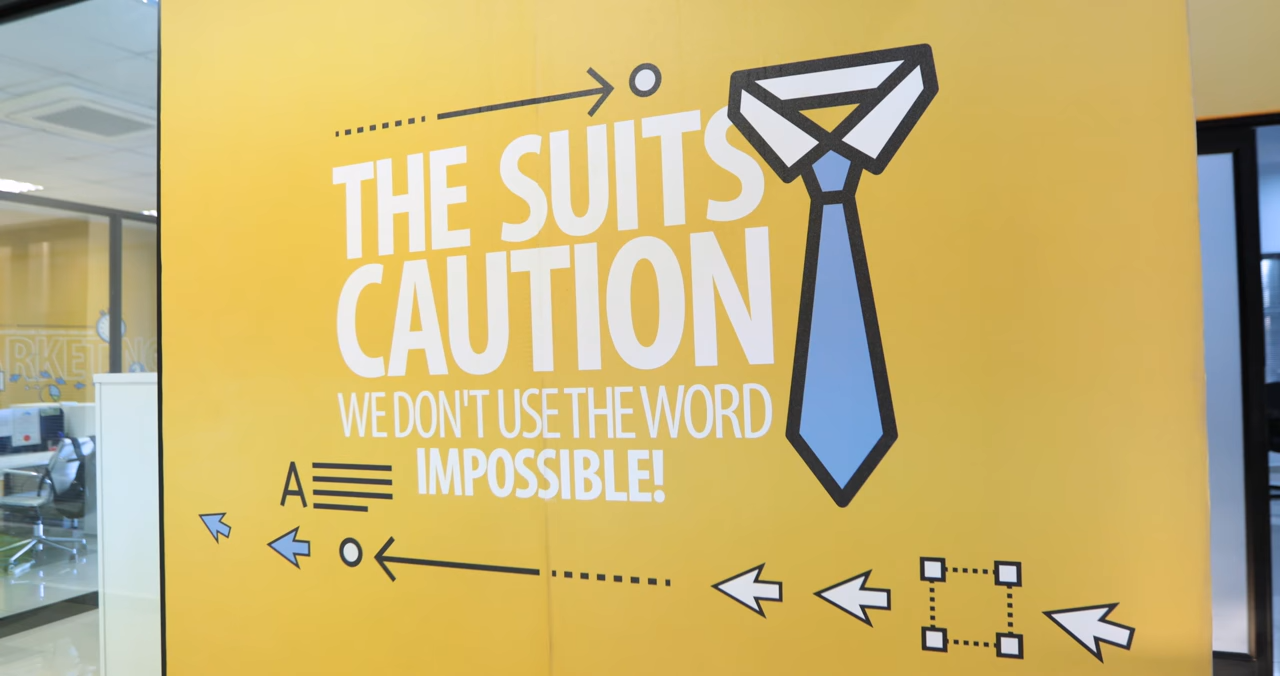 THE SUITS
CAUTION
WE DON'T USE THE WORD
IMPOSSIBLE!
A